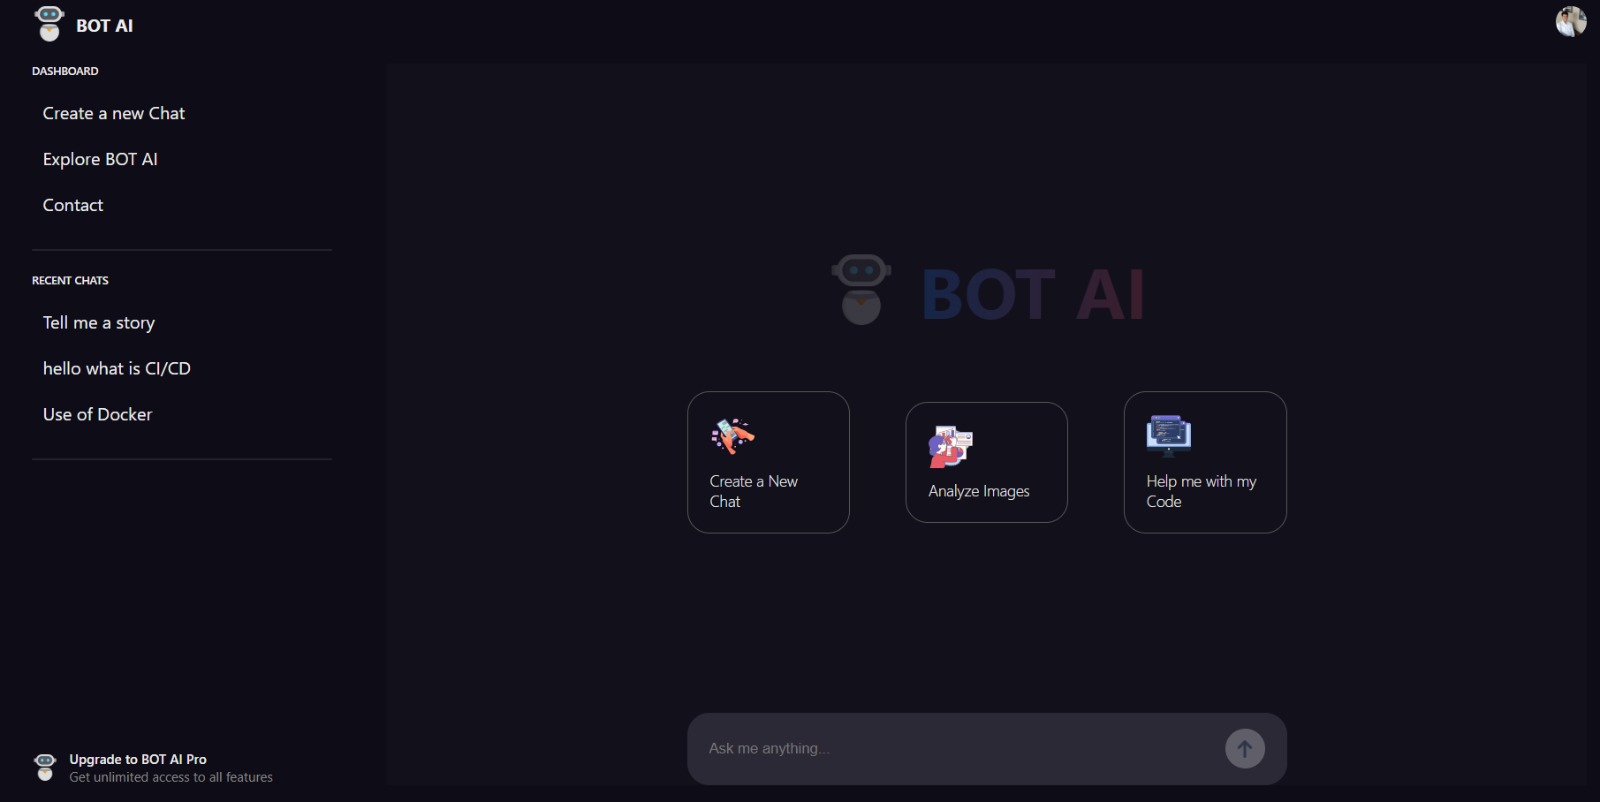 BOT AI
DASHBOARD
Create a new Chat
Explore BOT AI
Contact
RECENT CHATS
Tell me a story
hello what is CI/CD
Use of Docker
Upgrade to BOT AI Pro
Get unlimited access to all features
BOT AI
Create a New
Chat
Analyze Images
Help me with my
Code
Ask me anything...